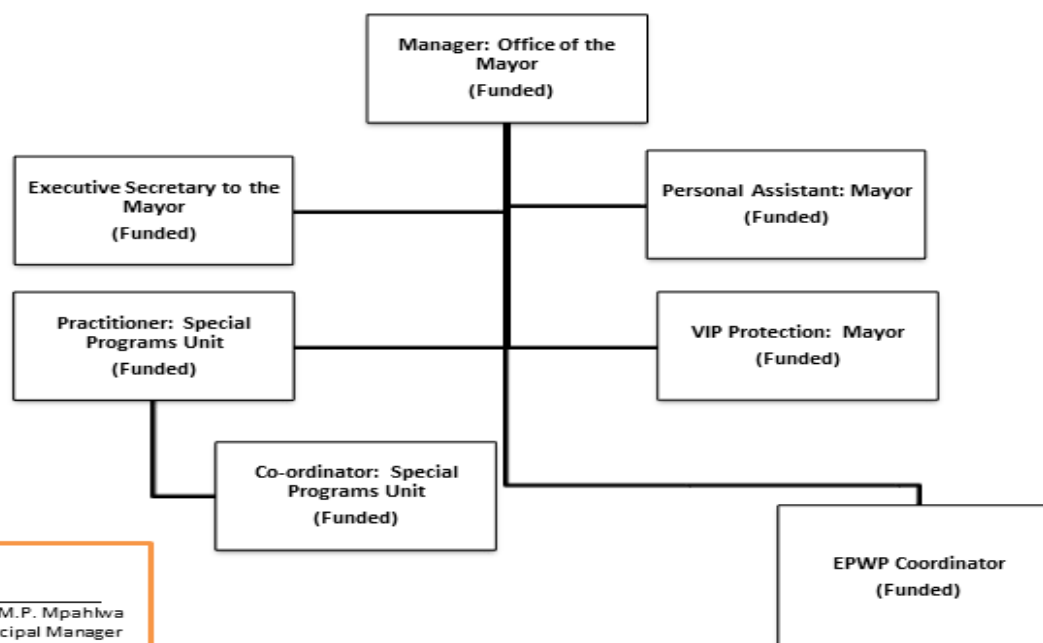 Manager: Office of the
Mayor
(Funded)
Executive Secretary to the
Mayor
(Funded)
Personal Assistant: Mayor
(Funded)
Practitioner: Special
Programs Unit
(Funded)
VIP Protection: Mayor
(Funded)
Co-ordinator: Special
Programs Unit
(Funded)
EPWP Coordinator
(Funded)
M.P. Mpahlwa
Manager